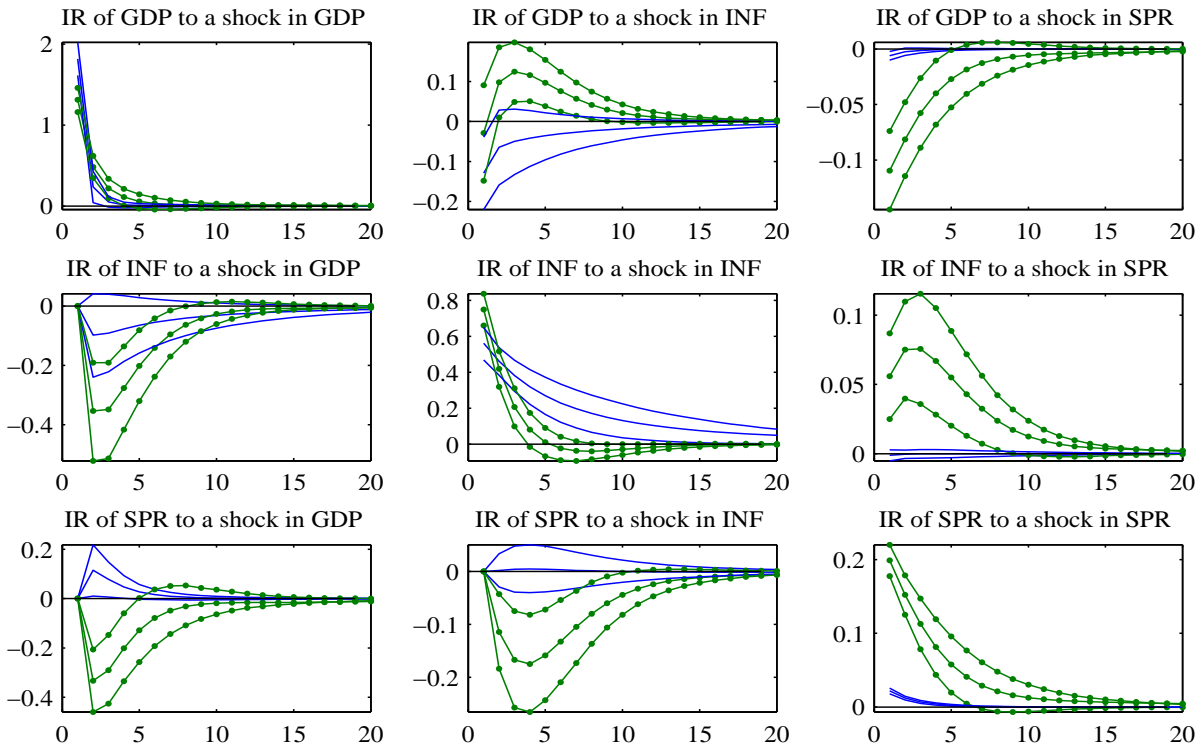 IR of GDP to a shock in GDP
2
1
0
0 5 10 15 20
IR of GDP to a shock in INF
0.1
0
−0.1
−0.2
0 5 10 15 20
IR of GDP to a shock in SPR
0
−0.05
−0.1
0 5 10 15 20
IR of INF to a shock in GDP
0
−0.2
−0.4
0 5 10 15 20
IR of INF to a shock in INF
0.8
0.6
0.4
0.2
0
0 5 10 15 20
IR of INF to a shock in SPR
0.1
0.05
0
0 5 10 15 20
IR of SPR to a shock in GDP
0.2
0
−0.2
−0.4
0 5 10 15 20
IR of SPR to a shock in INF
0
−0.1
−0.2
0 5 10 15 20
IR of SPR to a shock in SPR
0.2
0.1
0
0 5 10 15 20